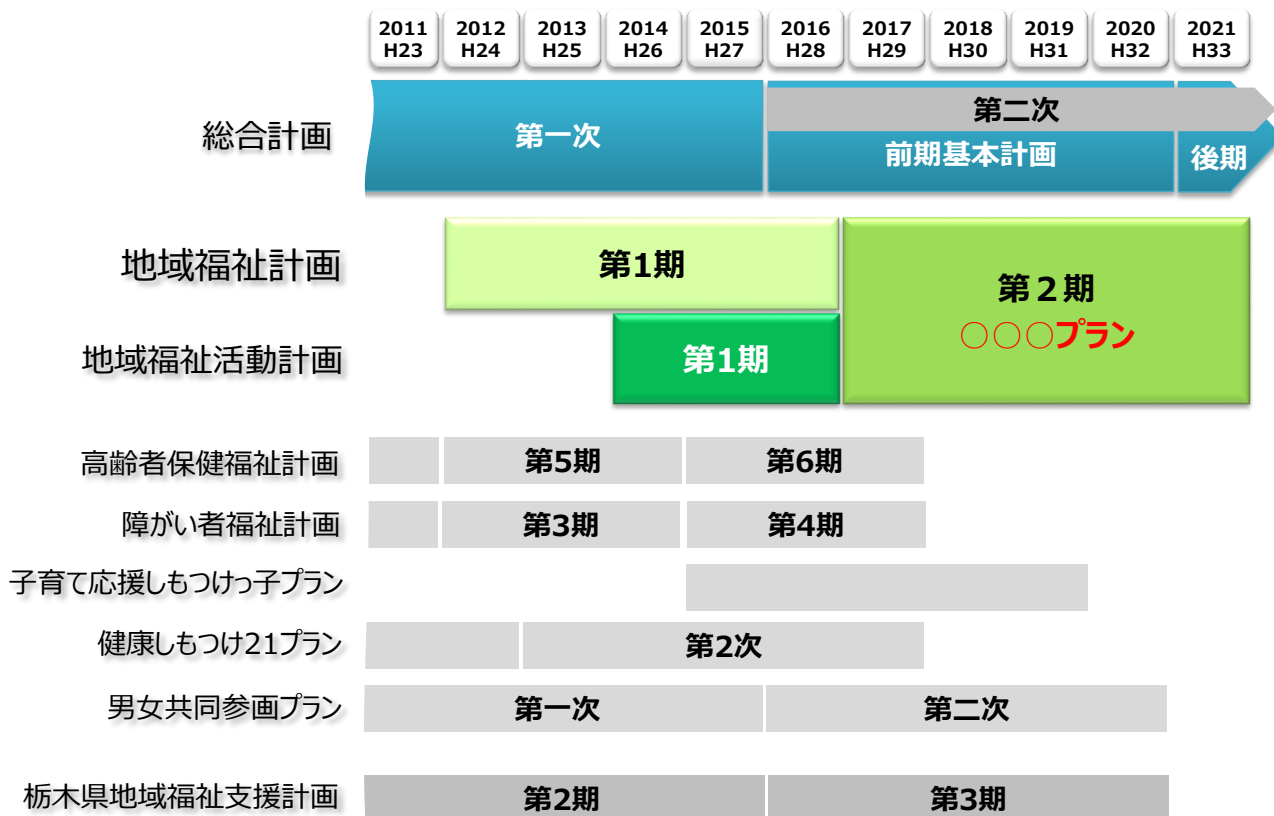 2011 2012 2013 2014 2015 2016 2017 2018 2019 2020 2021
H23 H24 H25 H26 H27 H28 H29 H30 H31 H32 H33
総合計画
第一次
第二次
前期基本計画
後期
地域福祉計画
第1期
第２期
○○○プラン
地域福祉活動計画
第1期
高齢者保健福祉計画 第5期 第6期
障がい者福祉計画 第3期 第4期
子育て応援しもつけっ子プラン
健康しもつけ21プラン 第2次
男女共同参画プラン 第一次 第二次
栃木県地域福祉支援計画 第2期 第3期